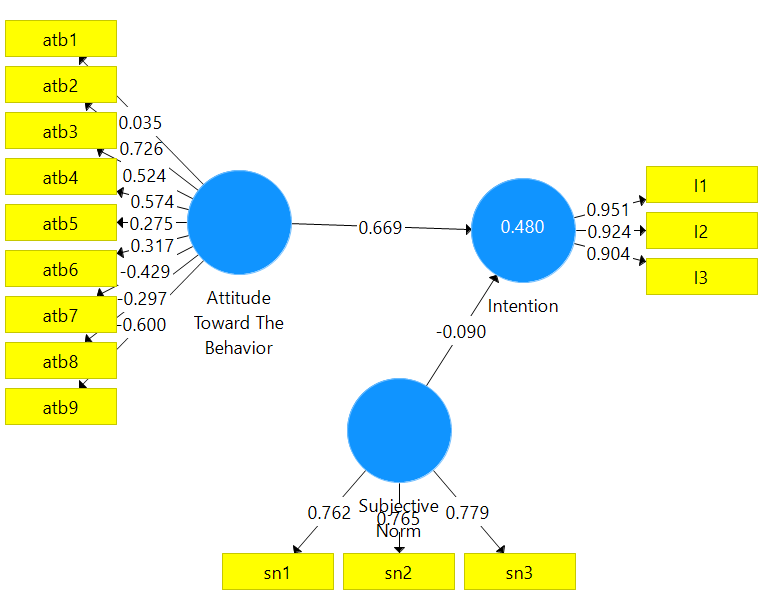 atb1
atb2
atb3
atb4
atb5
atb6
atb7
atb8
atb9
0.035
0.726
0.524
0.574
0.275
0.317
-0.429
-0.297
-0.600
Attitude
Toward The
Behavior
0.669
0.480
Intention
0.951
0.924
0.904
I1
I2
I3
-0.090
Subjective
Norm
0.762
0.765
0.779
sn1
sn2
sn3